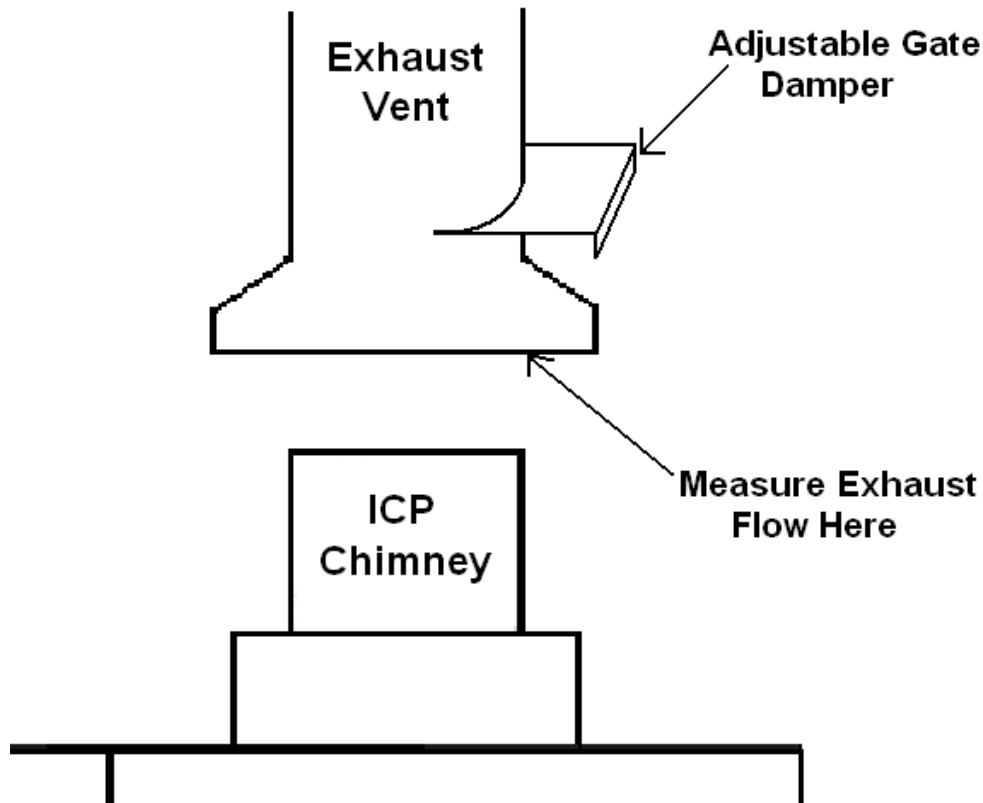 Exhaust
Vent
Adjustable Gate
Damper
ICP
Chimney
Measure Exhaust
Flow Here